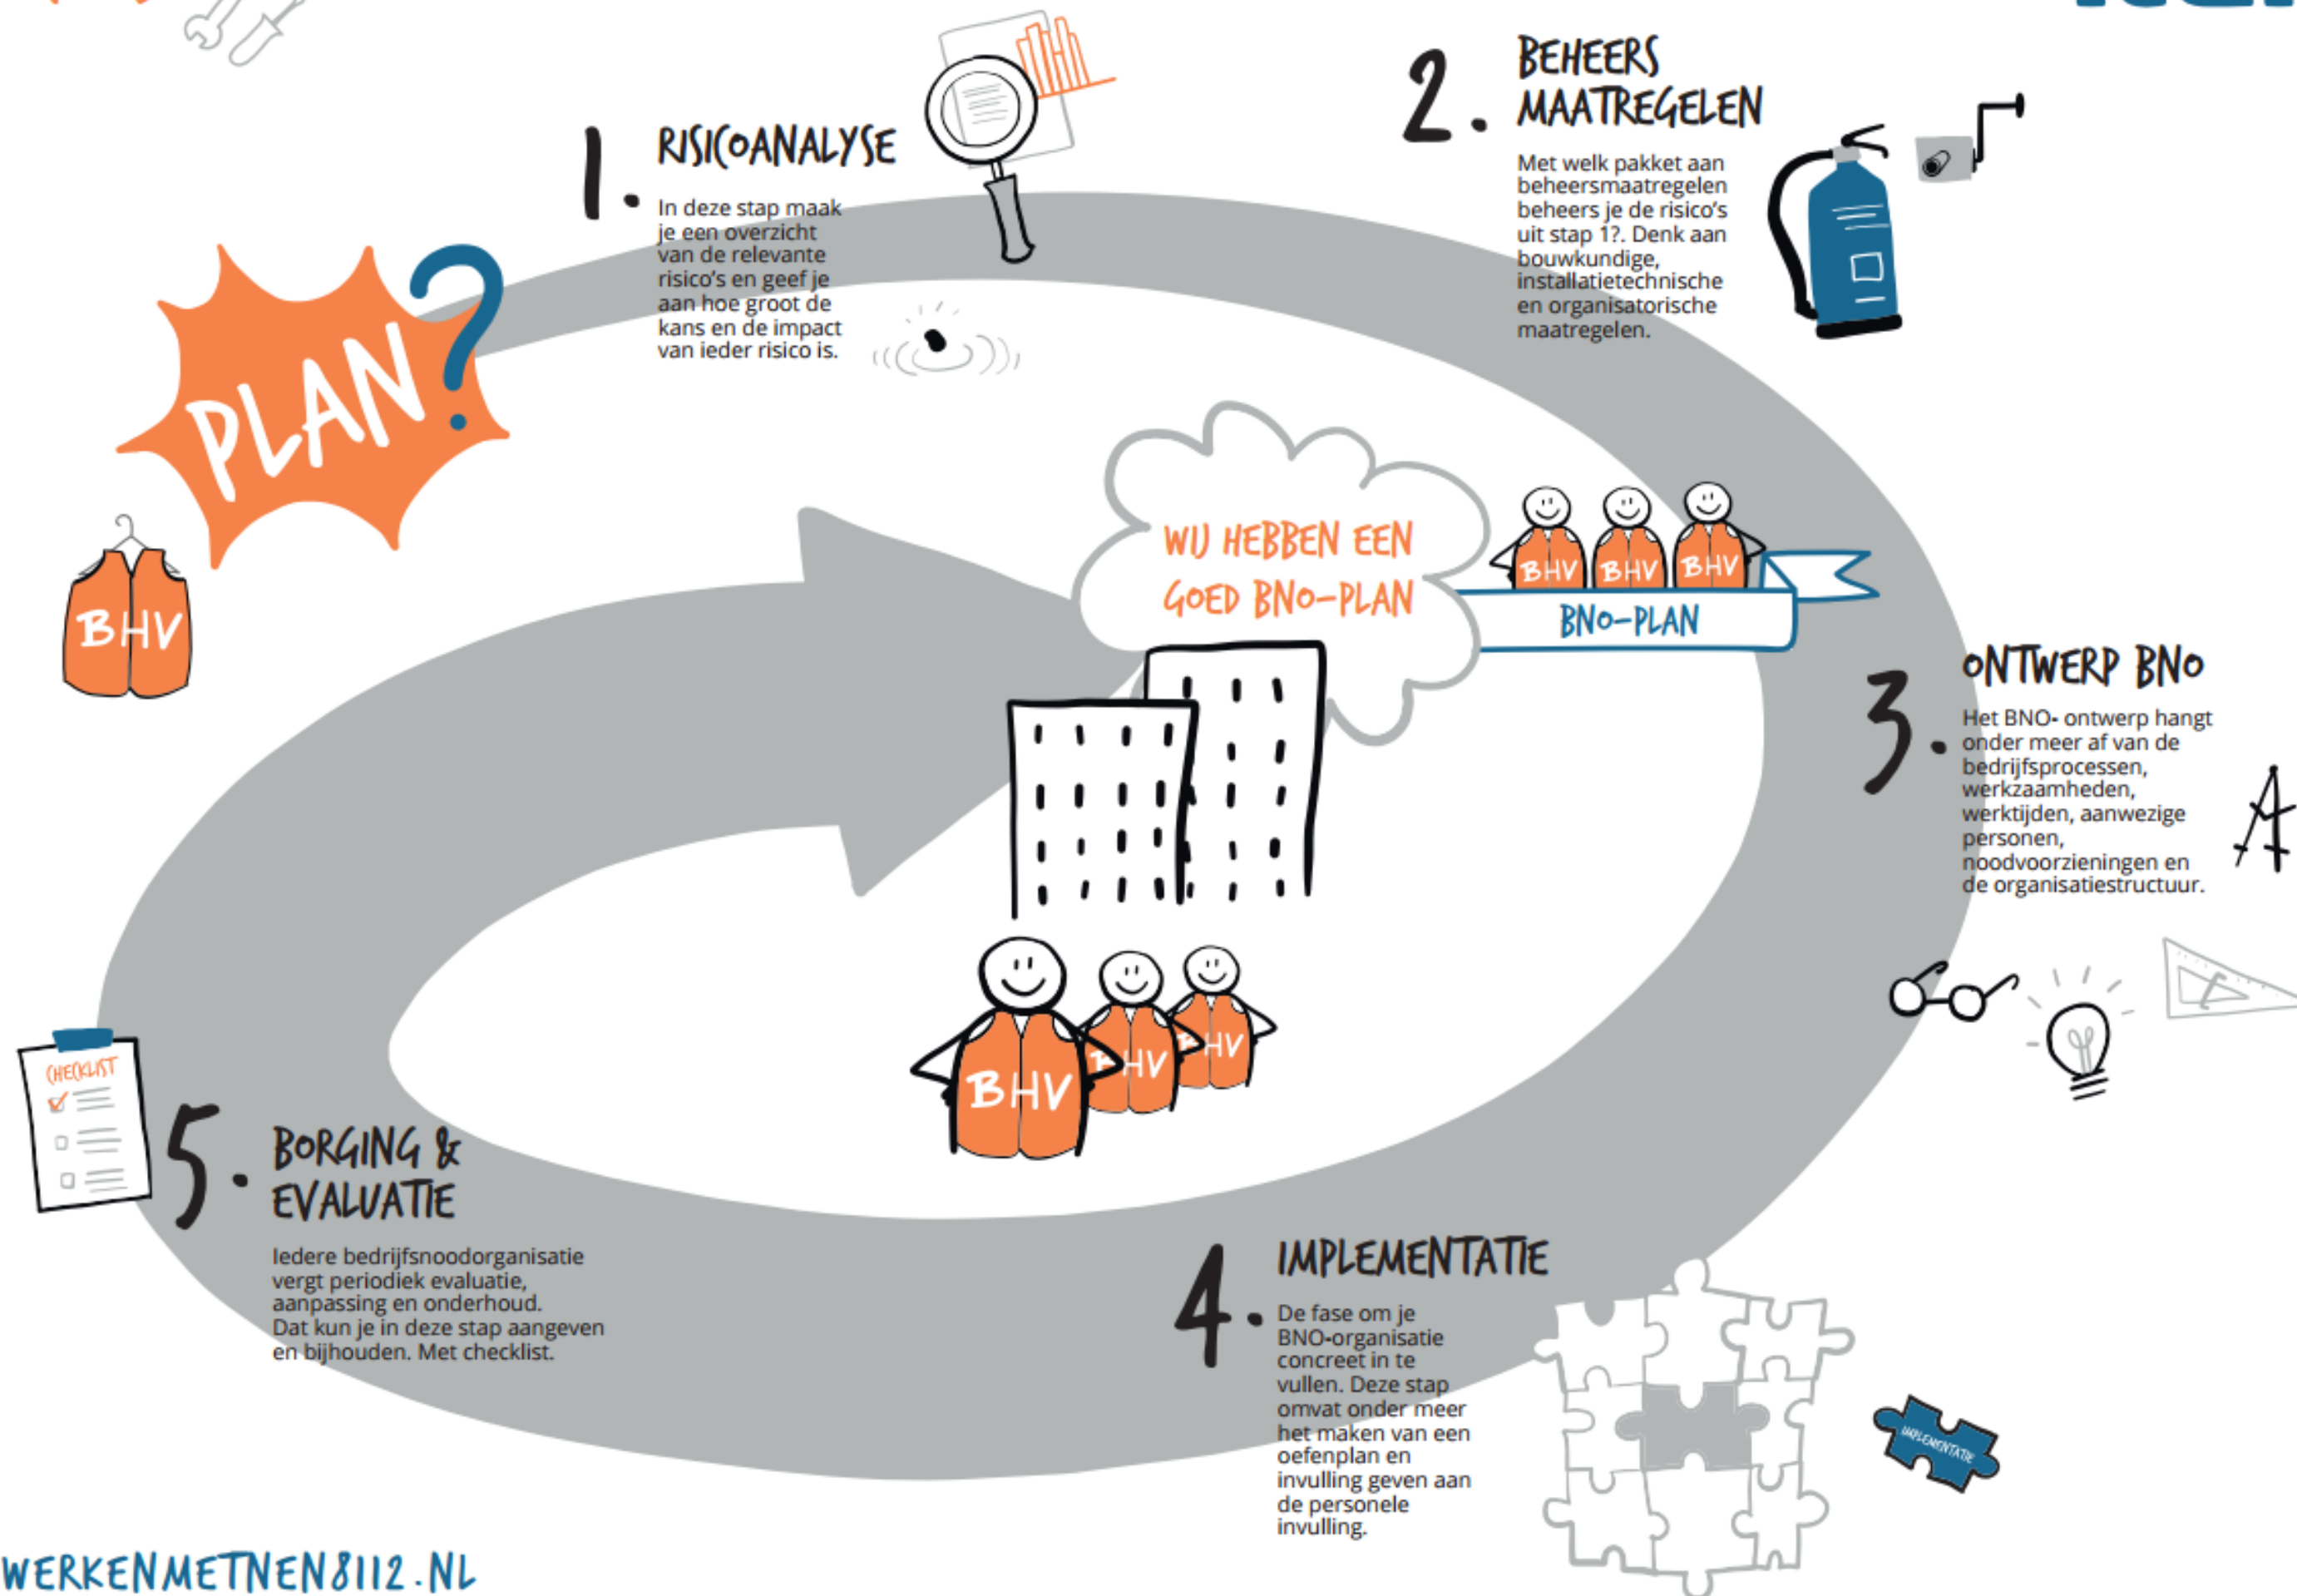 1.
RISICOANALYSE
In deze stap maak
je een overzicht
van de relevante
risico's en geef je
aan hoe groot de
kans en de impact
van ieder risico is.
2.
BEHEERS
MAATREGELEN
Met welk pakket aan
beheersmaatregelen
beheers je de risico's
uit stap 1?. Denk aan
bouwkundige,
installatietechnische
en organisatorische
maatregelen.
PLAN?
BHV
WIJ HEBBEN EEN
GOED BNO-PLAN
BHV BHV BHV
BNO-PLAN
3.
ONTWERP BNO
Het BNO- ontwerp hangt
onder meer af van de
bedrijfsprocessen,
werkzaamheden,
werktijden, aanwezige
personen,
noodvoorzieningen en
de organisatiestructuur.
BHV BHV BHV
CHECKLIST
5.
BORGING &
EVALUATIE
Iedere bedrijfsnoodorganisatie
vergt periodiek evaluatie,
aanpassing en onderhoud.
Dat kun je in deze stap aangeven
en bijhouden. Met checklist.
4.
IMPLEMENTATIE
De fase om je
BNO-organisatie
concreet in te
vullen. Deze stap
omvat onder meer
het maken van een
oefenplan en
invulling geven aan
de personele
invulling.
IMPLEMENTATIE
WERKENMETNEN8112.NL